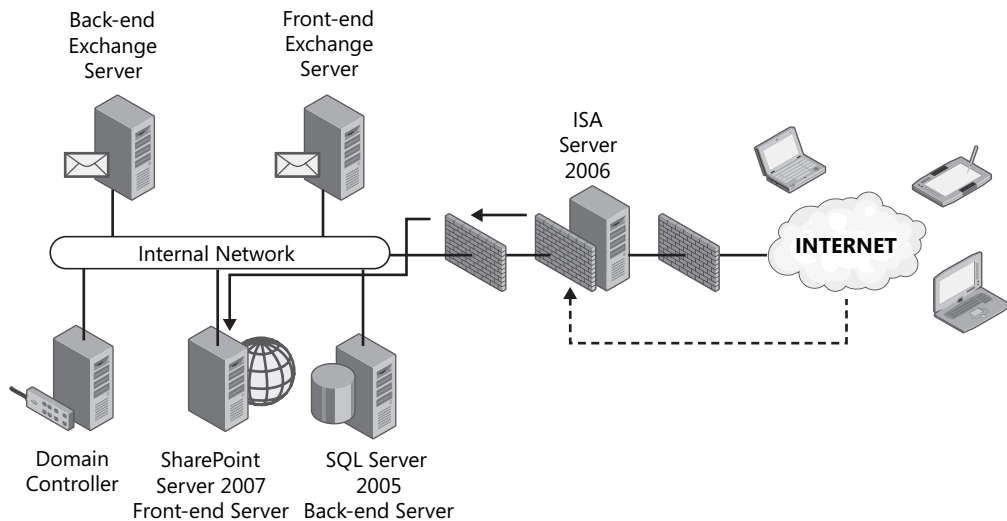 Back-end
Exchange
Server
Front-end
Exchange
Server
ISA
Server
2006
INTERNET
Internal Network
Domain
Controller
SharePoint
Server 2007
Front-end Server
SQL Server
2005
Back-end Server